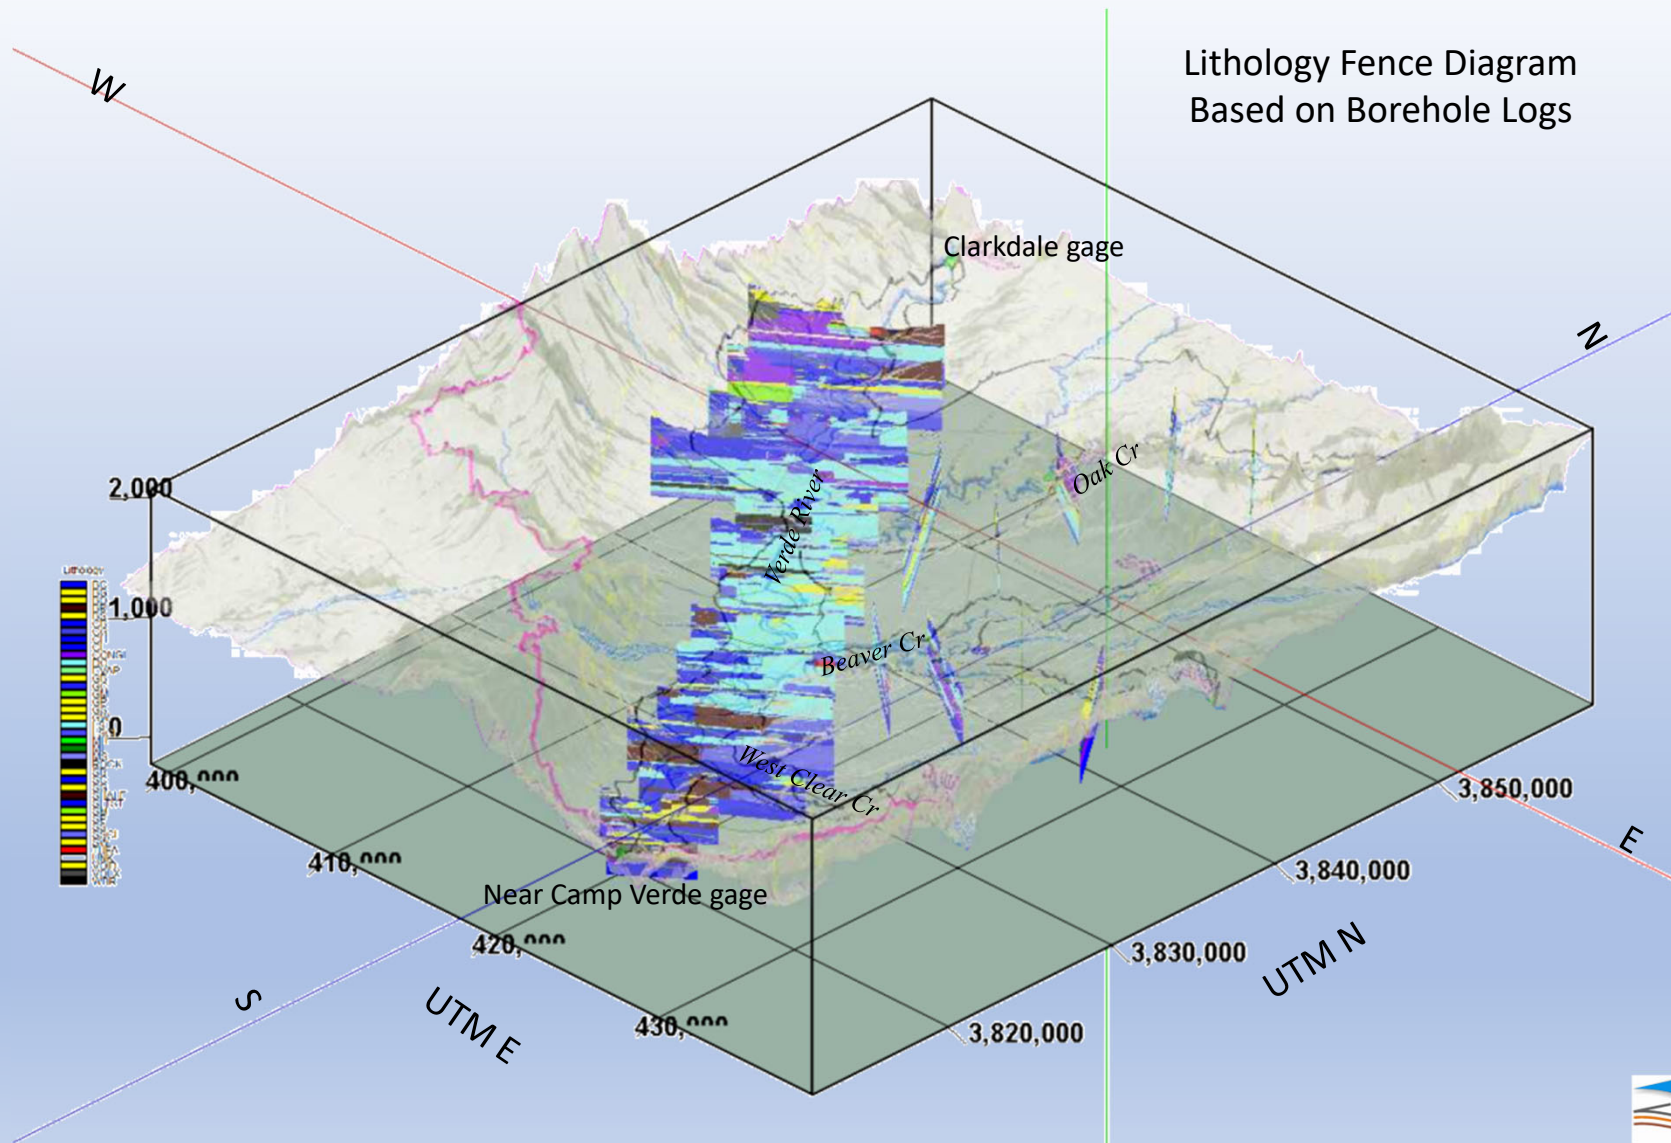 Lithology Fence Diagram
Based on Borehole Logs
W
N
Clarkdale gage
Oak Cr
Verde River
Beaver Cr
West Clear Cr
Near Camp Verde gage
2,000
1,000
0
Lithology
400,000
410,000
420,000
430,000
3,820,000
3,830,000
3,840,000
3,850,000
UTM E
UTM N
S
E